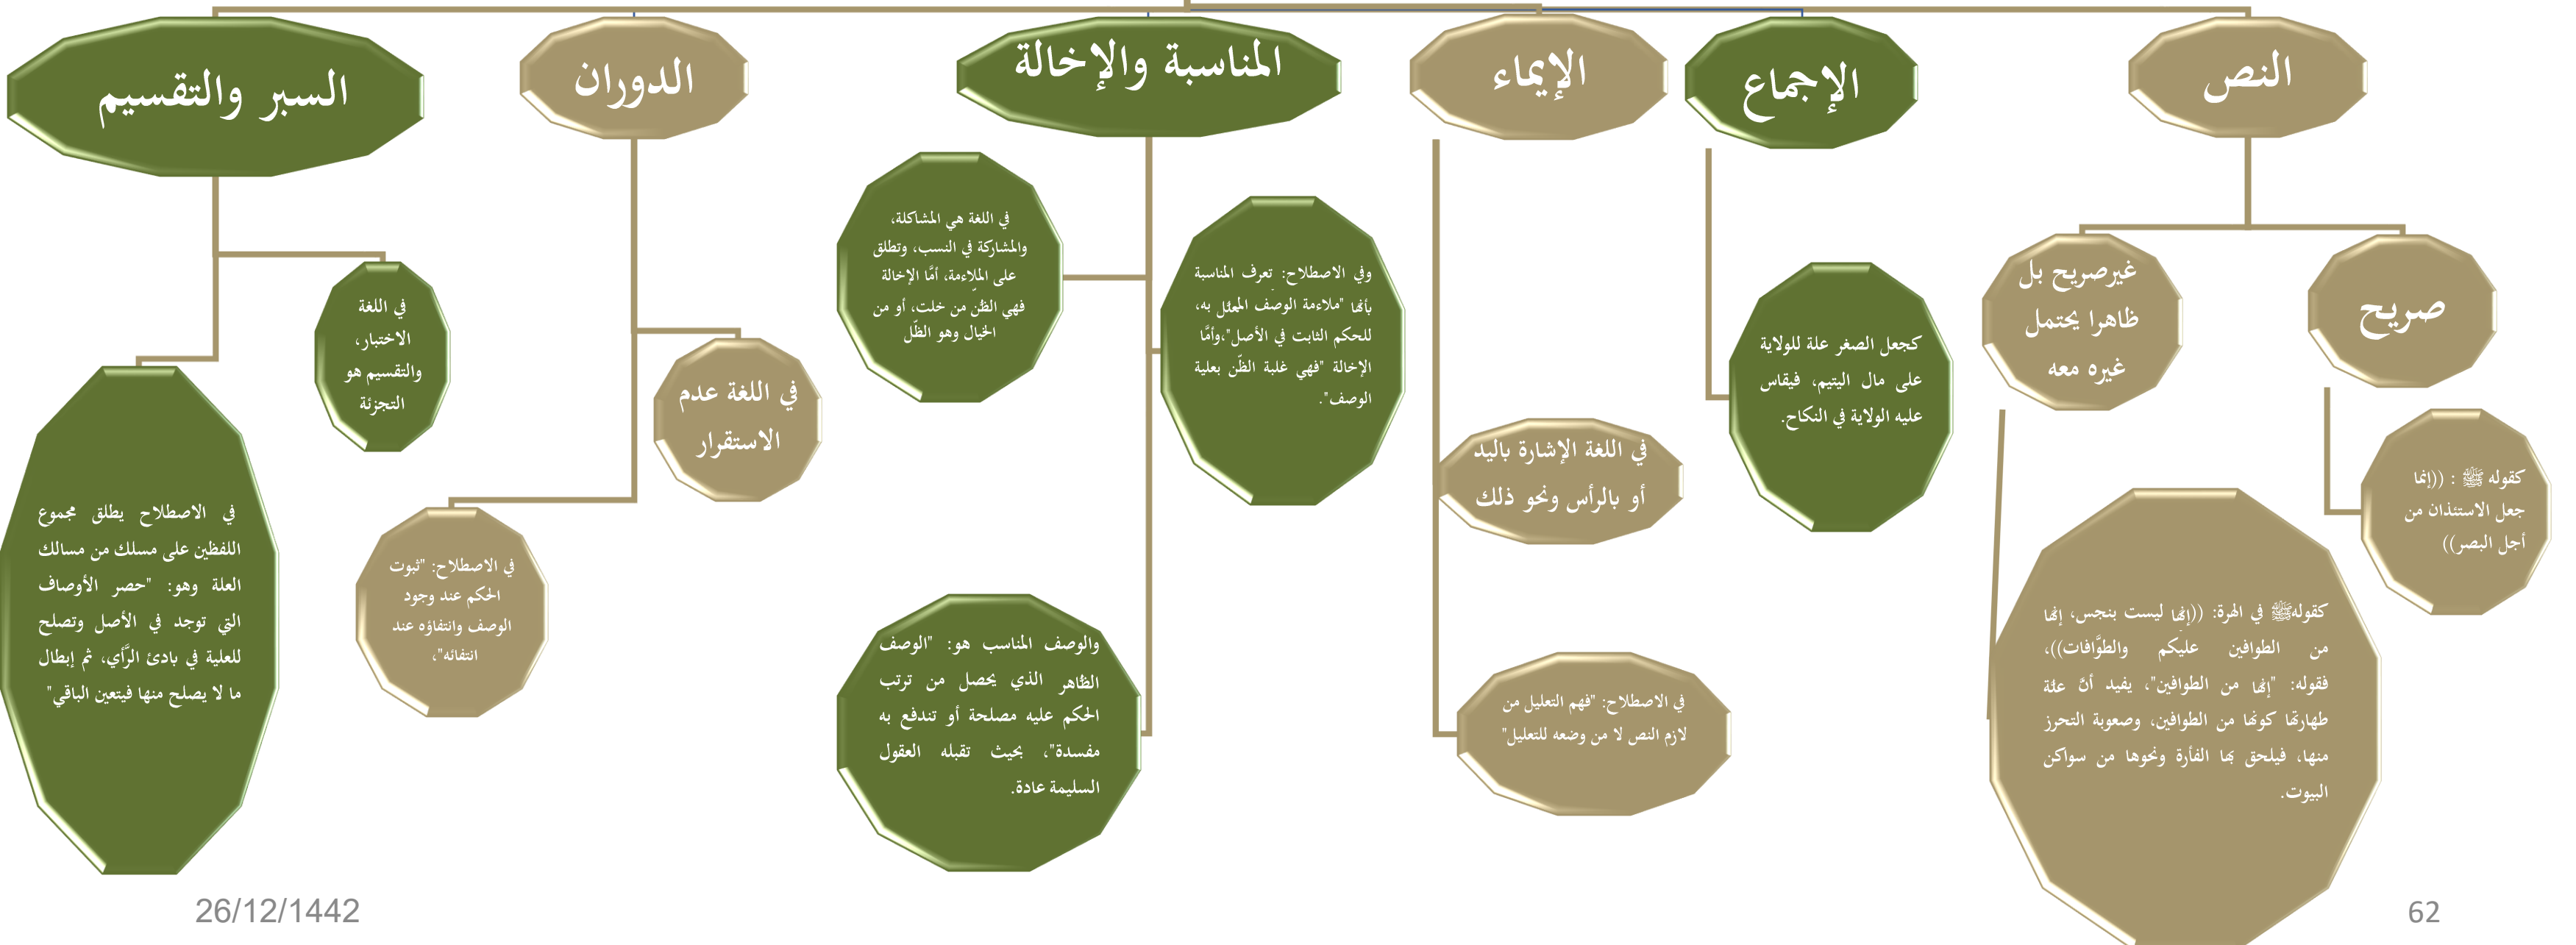 النص
الإجماع
الإيماء
المناسبة والإخالة
الدوران
السبر والتقسيم
صريح
كقوله ﷺ : ((إنما
جعل الاستئذان من
أجل البصر))
غيرصريح بل
ظاهرا يحتمل
غيره معه
كقولهﷺ في الهرة: ((إنها ليست بنجس، إنها
من الطوافين عليكم والطوَّافات))،
فقوله: "إنها من الطوافين"، يفيد أنَّ علَّة
طهارتها كونها من الطوافين، وصعوبة التحرز
منها، فيلحق بها الفأرة ونحوها من سواكن
البيوت.
كجعل الصغر علة للولاية
على مال اليتيم، فيقاس
عليه الولاية في النكاح.
في اللغة الإشارة باليد
أو بالرأس ونحو ذلك
في الاصطلاح: "فهم التعليل من
لازم النص لا من وضعه للتعليل"
في اللغة هي المشاكلة،
والمشاركة في النسب، وتطلق
على الملاءمة، أمَّا الإخالة
فهي الظّن من خلت، أو من
الخيال وهو الظّل
وفي الاصطلاح: تعرف المناسبة
بأنها "ملاءمة الوصف المعلّل به،
للحكم الثابت في الأصل"،وأمَّا
الإخالة "فهي غلبة الظّن بعلية
الوصف".
والوصف المناسب هو: "الوصف
الظّاهر الذي يحصل من ترتب
الحكم عليه مصلحة أو تندفع به
مفسدة"، بحيث تقبله العقول
السليمة عادة.
في اللغة عدم
الاستقرار
في الاصطلاح: "ثبوت
الحكم عند وجود
الوصف وانتفاؤه عند
انتفائه"،
في اللغة
الاختبار،
والتقسيم هو
التجزئة
في الاصطلاح يطلق مجموع
اللفظين على مسلك من مسالك
العلة وهو: "حصر الأوصاف
التي توجد في الأصل وتصلح
للعلية في بادئ الرَّأي، ثم إبطال
ما لا يصلح منها فيتعين الباقي"
26/12/1442
62